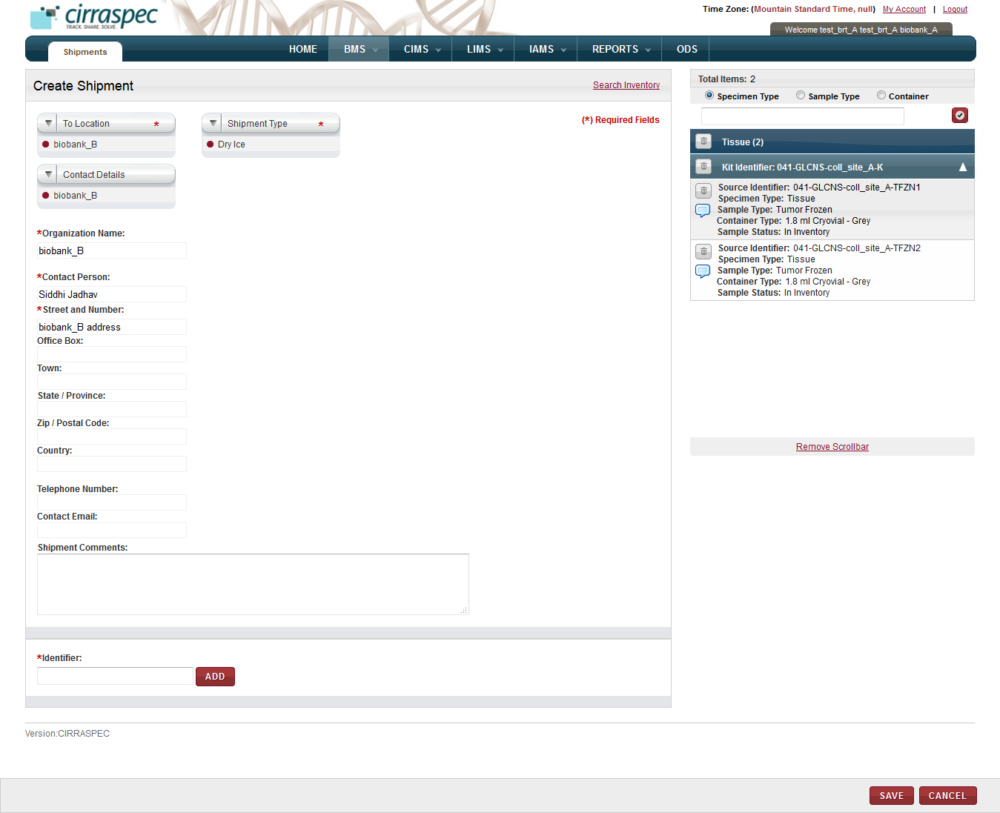 cirraspec
TRACK. SHARE. SOLVE.
Time Zone: (Mountain Standard Time, null) My Account | Logout
Welcome test_brt_A test_brt_A biobank_A
Shipments
HOME BMS CIMS LIMS IAMS REPORTS ODS
Create Shipment
Search Inventory
To Location *
biobank_B
Shipment Type *
Dry Ice
(*) Required Fields
Contact Details
biobank_B
*Organization Name:
biobank_B
*Contact Person:
Siddhi Jadhav
*Street and Number:
biobank_B address
Office Box:
Town:
State / Province:
Zip / Postal Code:
Country:
Telephone Number:
Contact Email:
Shipment Comments:
*Identifier:
ADD
Total Items: 2
Specimen Type Sample Type Container
Tissue (2)
Kit Identifier: 041-GLCNS-coll_site_A-K
Source Identifier: 041-GLCNS-coll_site_A-TFZN1
Specimen Type: Tissue
Sample Type: Tumor Frozen
Container Type: 1.8 ml Cryovial - Grey
Sample Status: In Inventory
Source Identifier: 041-GLCNS-coll_site_A-TFZN2
Specimen Type: Tissue
Sample Type: Tumor Frozen
Container Type: 1.8 ml Cryovial - Grey
Sample Status: In Inventory
Remove Scrollbar
Version:CIRRASPEC
SAVE CANCEL